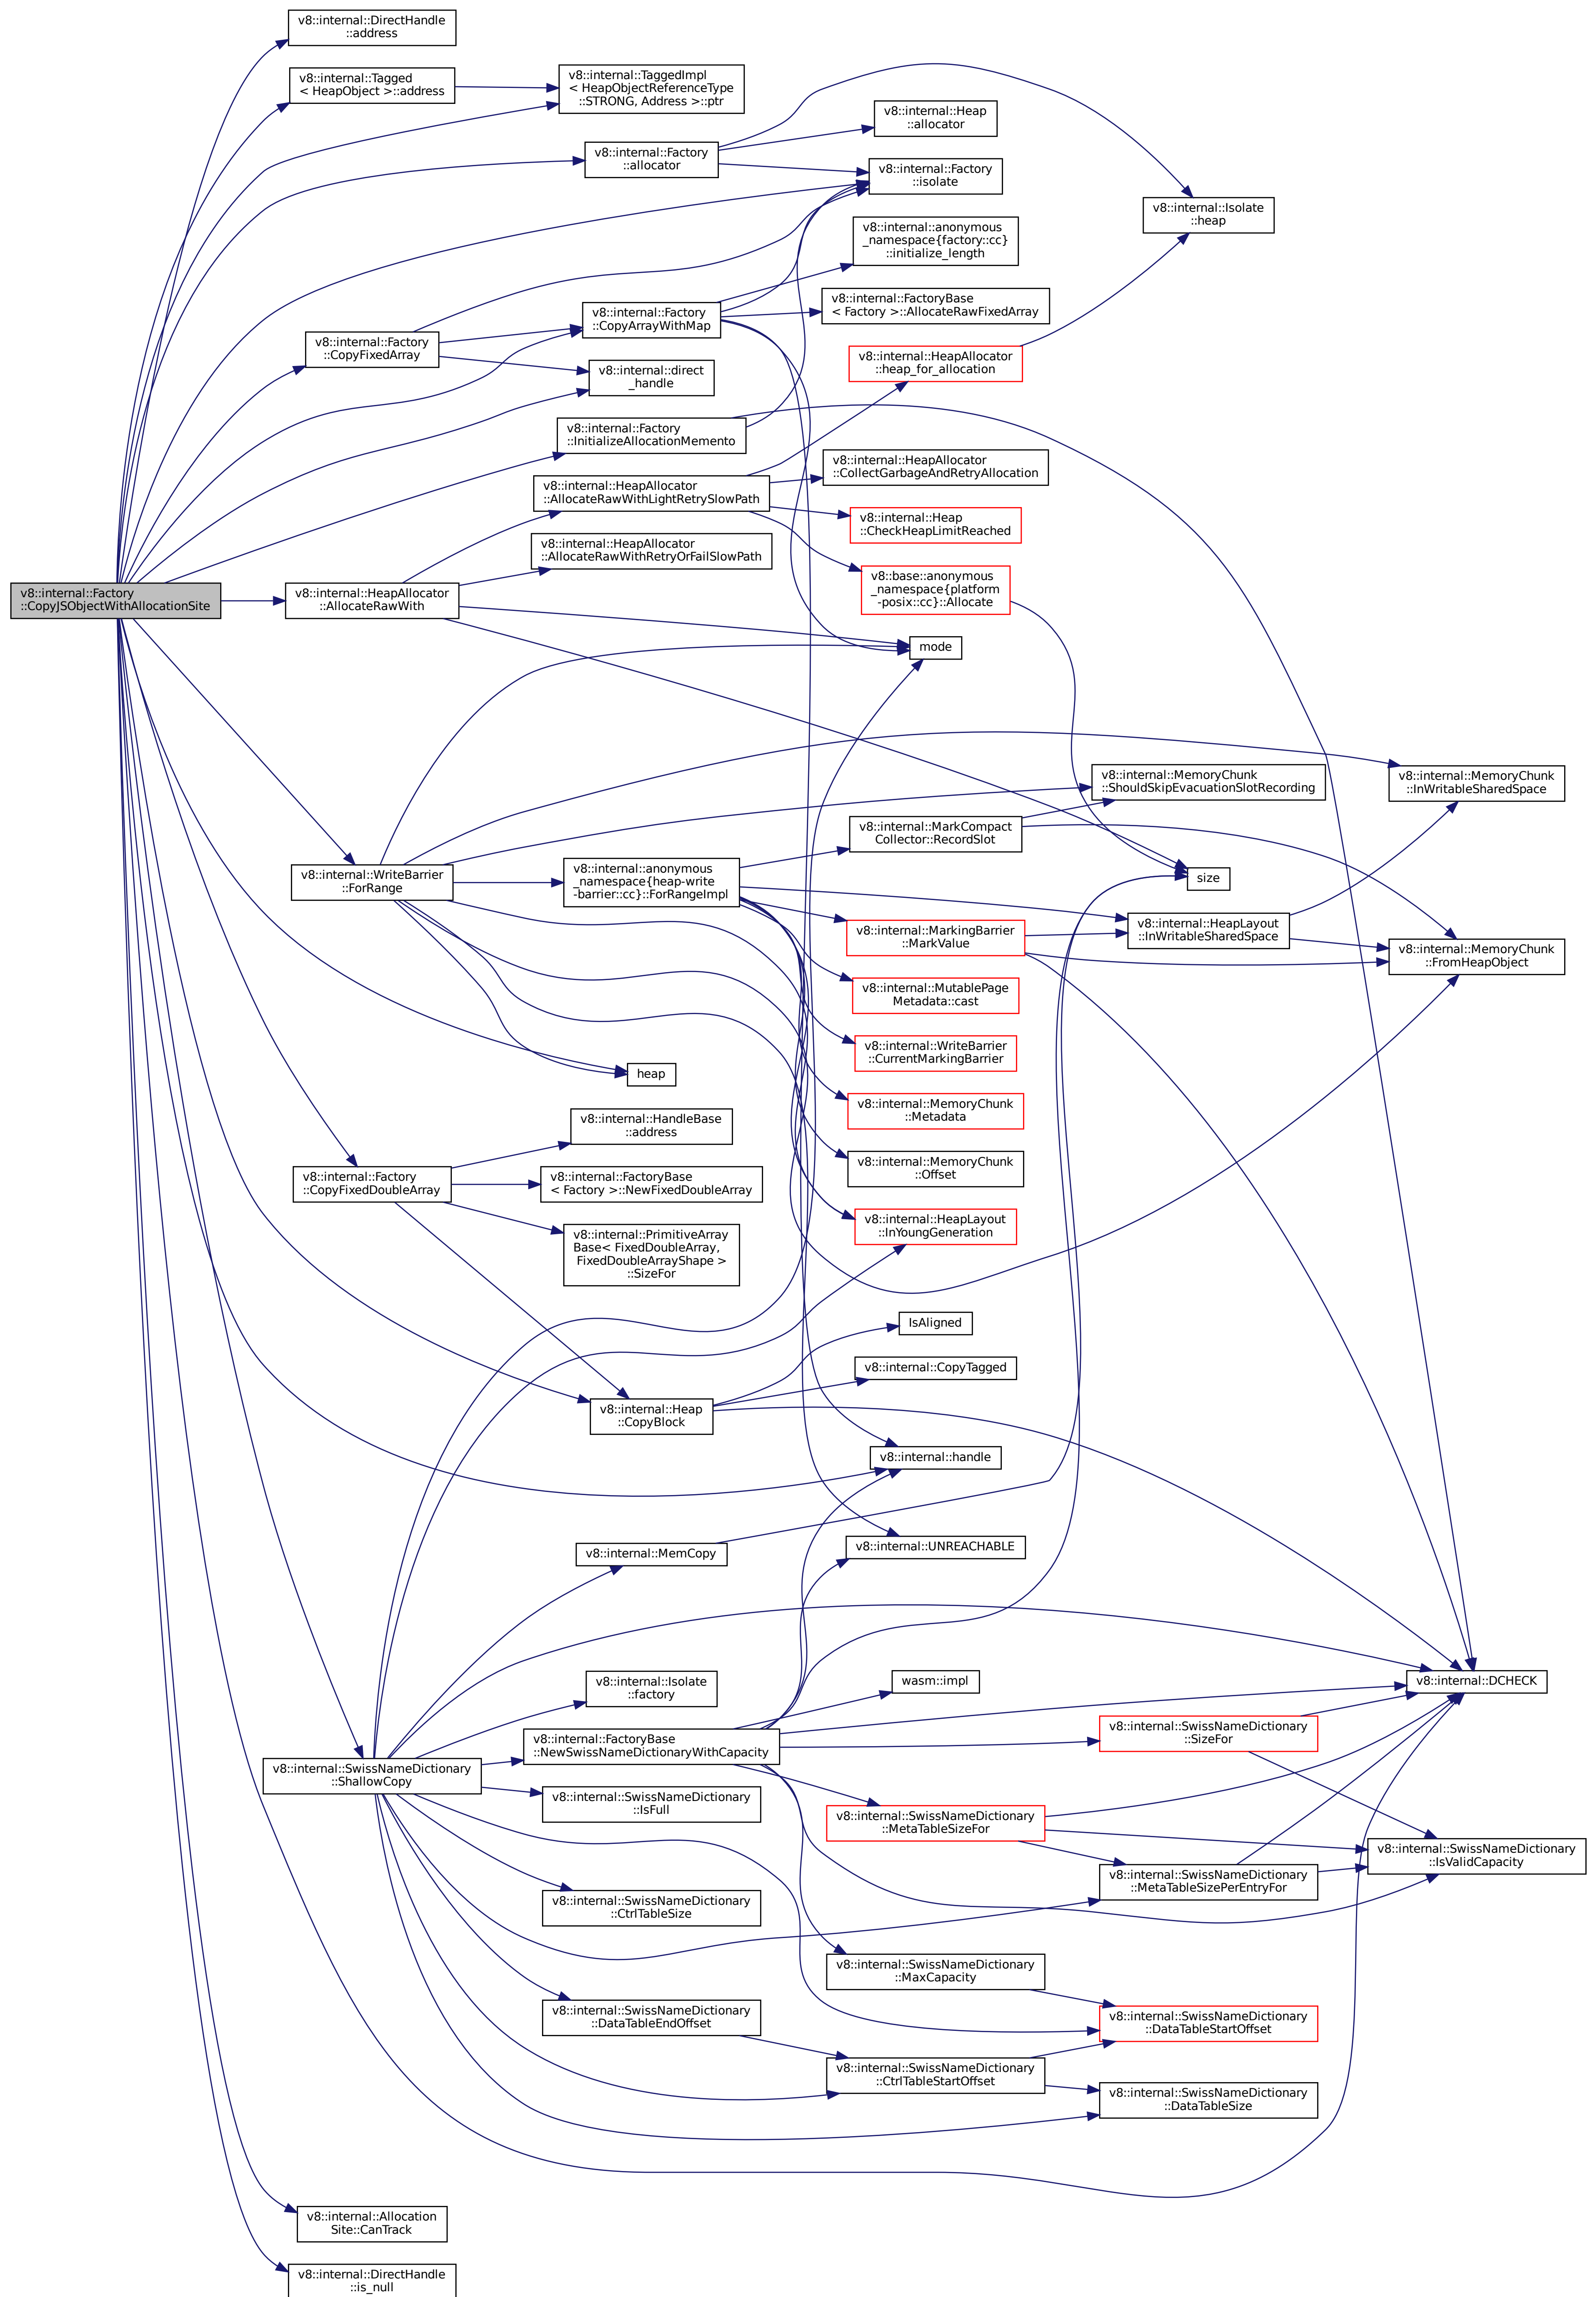 v8::internal::DirectHandle
::address
v8::internal::Tagged
< HeapObject >::address
v8::internal::TaggedImpl
< HeapObjectReferenceType
::STRONG, Address >::ptr
v8::internal::Heap
::allocator
v8::internal::Factory
::allocator
v8::internal::Factory
::isolate
v8::internal::Isolate
::heap
v8::internal::anonymous
_namespace{factory::cc}
::initialize_length
v8::internal::FactoryBase
< Factory >::AllocateRawFixedArray
v8::internal::Factory
::CopyArrayWithMap
v8::internal::Factory
::CopyFixedArray
v8::internal::HeapAllocator
::heap_for_allocation
v8::internal::direct
_handle
v8::internal::Factory
::InitializeAllocationMemento
v8::internal::HeapAllocator
::CollectGarbageAndRetryAllocation
v8::internal::HeapAllocator
::AllocateRawWithLightRetrySlowPath
v8::internal::Heap
::CheckHeapLimitReached
v8::internal::HeapAllocator
::AllocateRawWithRetryOrFailSlowPath
v8::base::anonymous
_namespace{platform
-posix::cc}::Allocate
v8::internal::Factory
::CopyJSObjectWithAllocationSite
v8::internal::HeapAllocator
::AllocateRawWith
mode
v8::internal::MemoryChunk
::ShouldSkipEvacuationSlotRecording
v8::internal::MemoryChunk
::InWritableSharedSpace
v8::internal::MarkCompact
Collector::RecordSlot
v8::internal::WriteBarrier
::ForRange
v8::internal::anonymous
_namespace{heap-write
-barrier::cc}::ForRangeImpl
size
v8::internal::HeapLayout
::InWritableSharedSpace
v8::internal::MarkingBarrier
::MarkValue
v8::internal::MemoryChunk
::FromHeapObject
v8::internal::MutablePage
Metadata::cast
v8::internal::WriteBarrier
::CurrentMarkingBarrier
heap
v8::internal::MemoryChunk
::Metadata
v8::internal::HandleBase
::address
v8::internal::MemoryChunk
::Offset
v8::internal::Factory
::CopyFixedDoubleArray
v8::internal::FactoryBase
< Factory >::NewFixedDoubleArray
v8::internal::HeapLayout
::InYoungGeneration
v8::internal::PrimitiveArray
Base< FixedDoubleArray,
FixedDoubleArrayShape >
::SizeFor
IsAligned
v8::internal::CopyTagged
v8::internal::Heap
::CopyBlock
v8::internal::handle
v8::internal::UNREACHABLE
v8::internal::MemCopy
v8::internal::Isolate
::factory
wasm::impl
v8::internal::DCHECK
v8::internal::SwissNameDictionary
::SizeFor
v8::internal::FactoryBase
::NewSwissNameDictionaryWithCapacity
v8::internal::SwissNameDictionary
::ShallowCopy
v8::internal::SwissNameDictionary
::IsFull
v8::internal::SwissNameDictionary
::MetaTableSizeFor
v8::internal::SwissNameDictionary
::IsValidCapacity
v8::internal::SwissNameDictionary
::MetaTableSizePerEntryFor
v8::internal::SwissNameDictionary
::CtrlTableSize
v8::internal::SwissNameDictionary
::MaxCapacity
v8::internal::SwissNameDictionary
::DataTableEndOffset
v8::internal::SwissNameDictionary
::DataTableStartOffset
v8::internal::SwissNameDictionary
::CtrlTableStartOffset
v8::internal::SwissNameDictionary
::DataTableSize
v8::internal::Allocation
Site::CanTrack
v8::internal::DirectHandle
::is_null